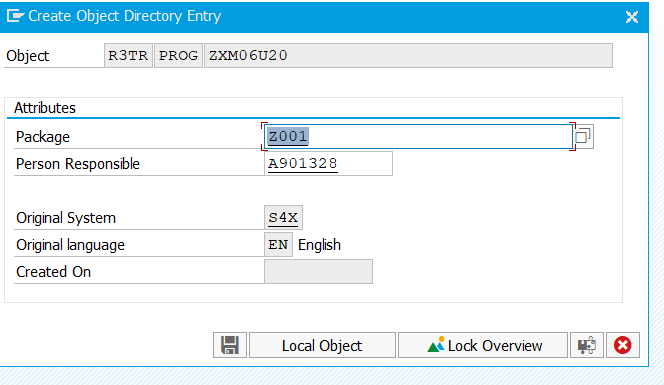 Create Object Directory Entry
Object R3TR PROG ZXM06U20
Attributes
Package Z001
Person Responsible A901328
Original System S4X
Original language EN English
Created On
Local Object Lock Overview